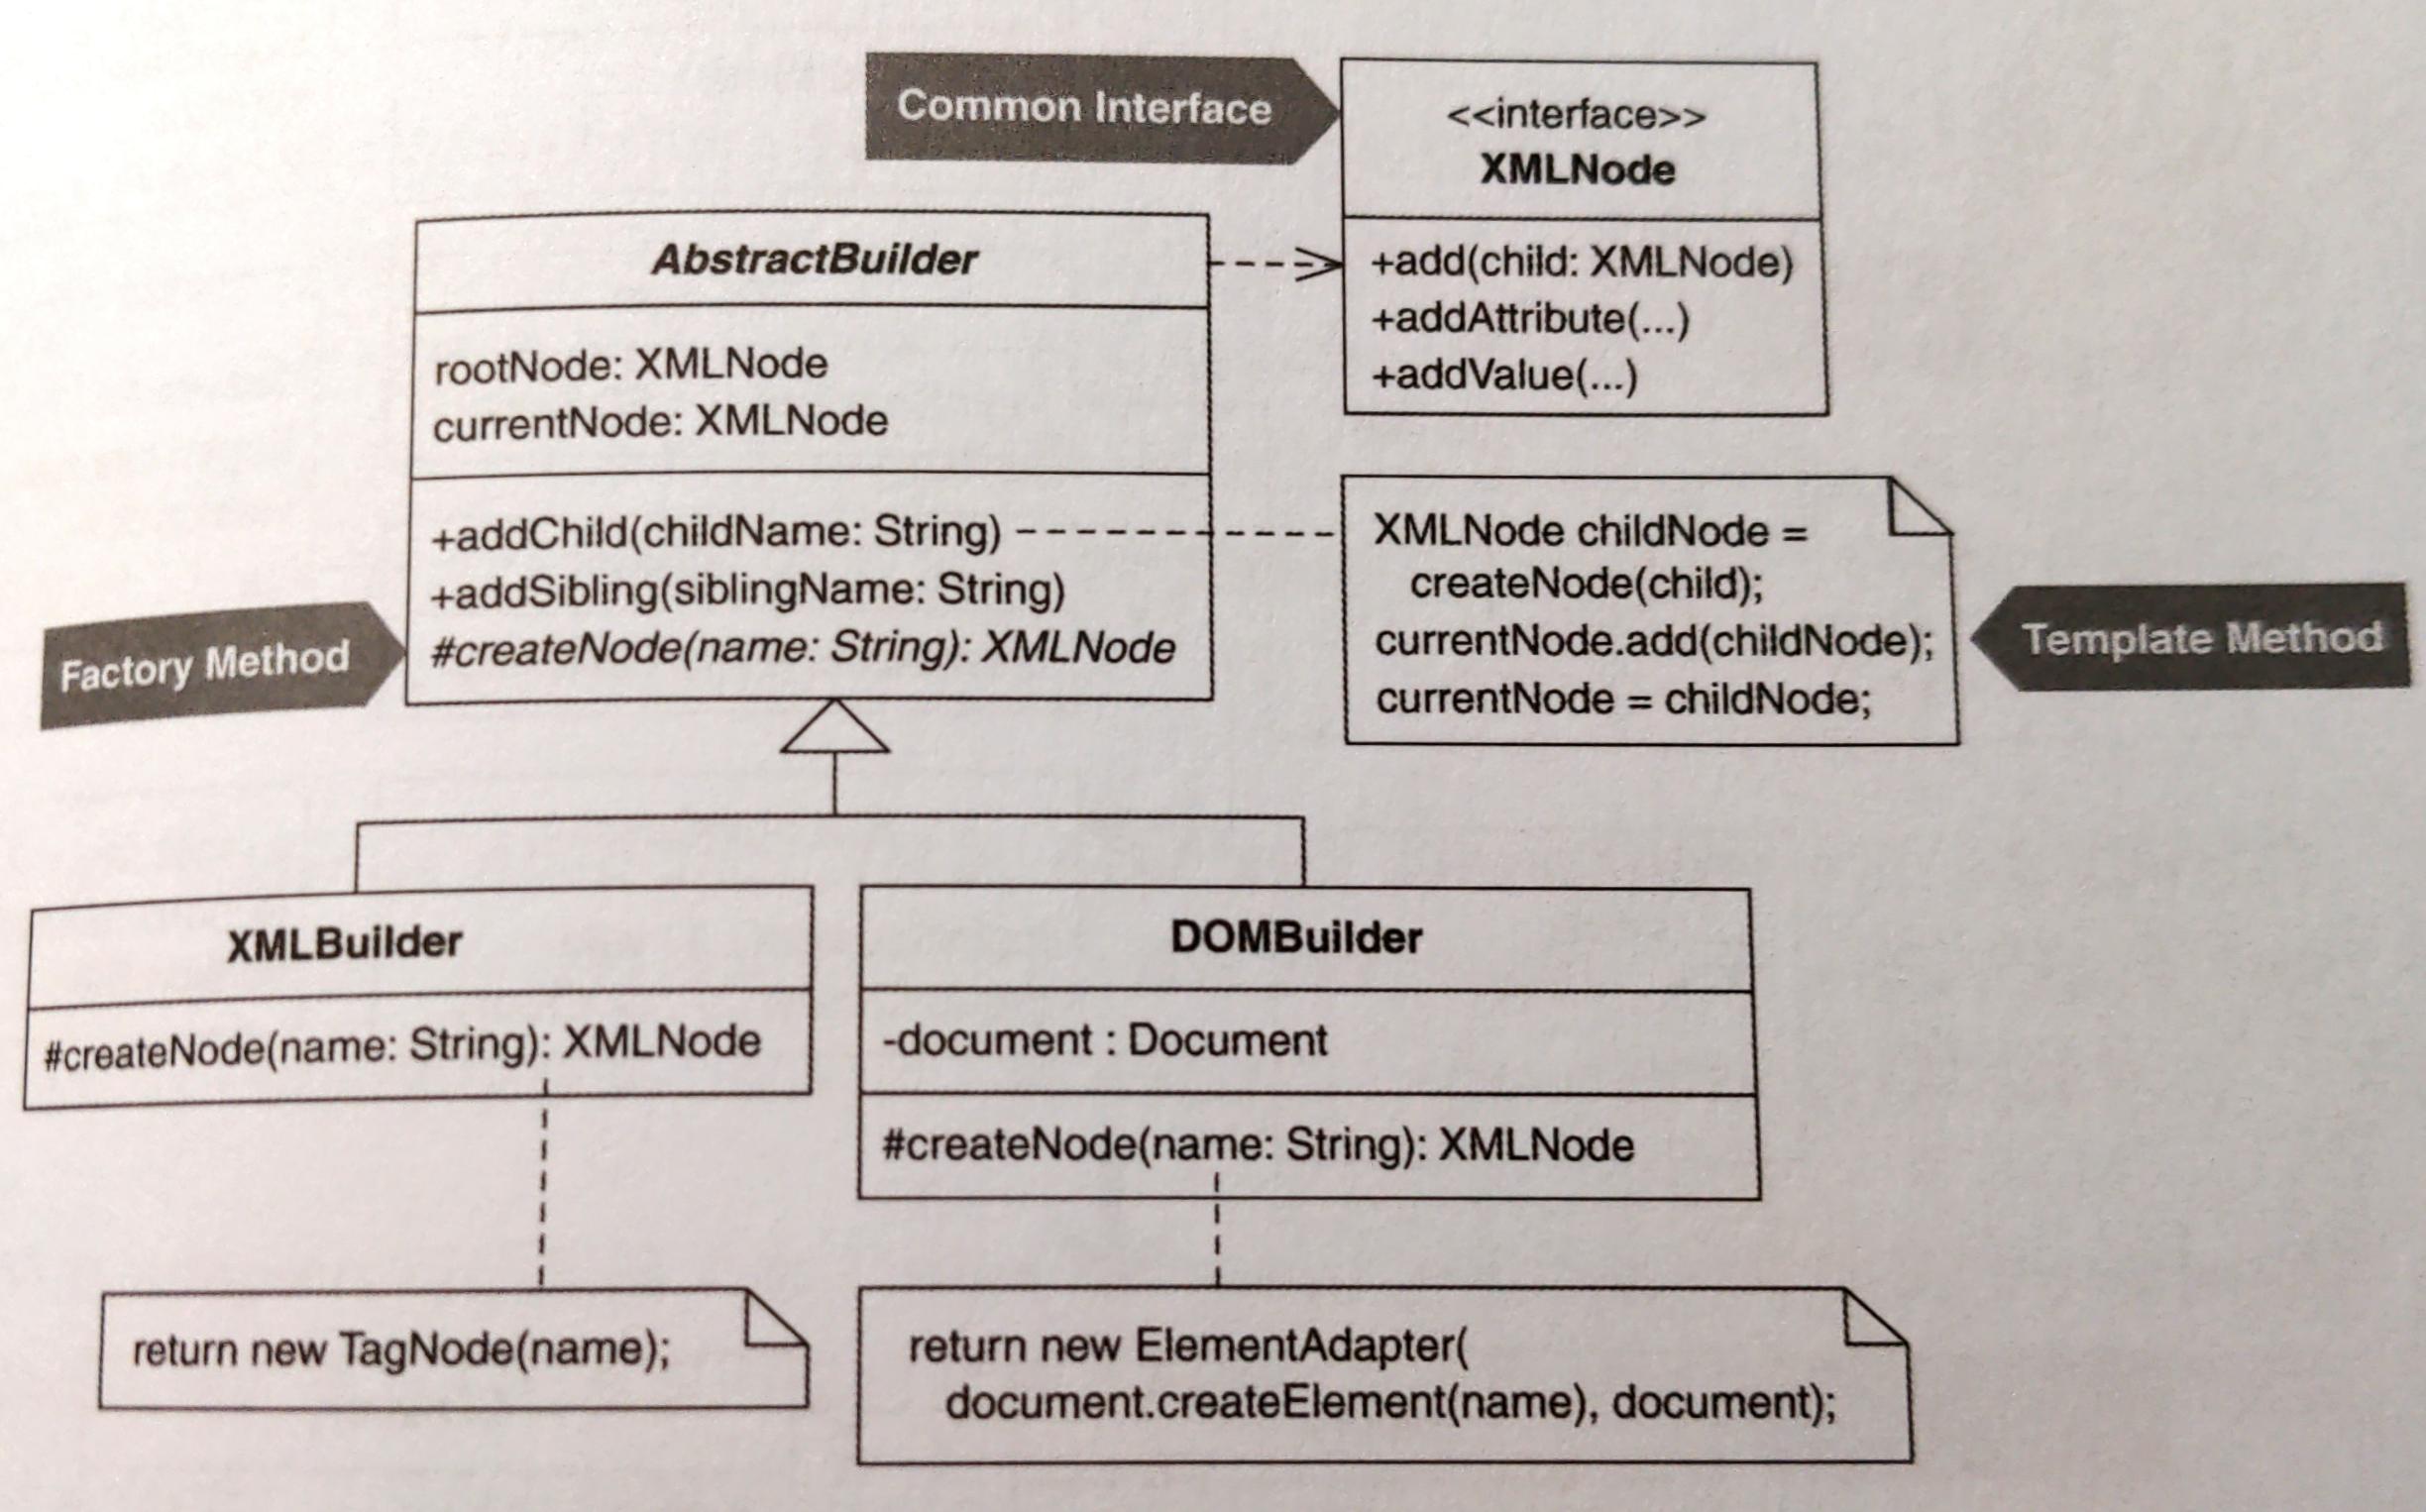 Common Interface
<<interface>>
XMLNode
+add(child: XMLNode)
+addAttribute(...)
+addValue(...)
AbstractBuilder
rootNode: XMLNode
currentNode: XMLNode
+addChild(childName: String)
+addSibling(siblingName: String)
#createNode(name: String): XMLNode
Factory Method
XMLNode childNode =
createNode(child);
currentNode.add(childNode);
currentNode = childNode;
Template Method
XMLBuilder
#createNode(name: String): XMLNode
return new TagNode(name);
DOMBuilder
-document : Document
#createNode(name: String): XMLNode
return new ElementAdapter(
document.createElement(name), document);